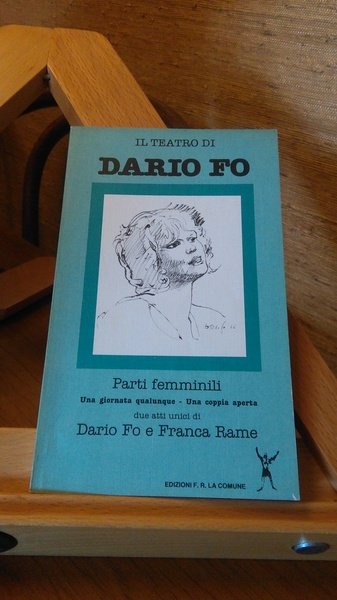 IL TEATRO DI
DARIO FO
Parti femminili
Una giornata qualunque - Una coppia aperta
due atti unici di
Dario Fo e Franca Rame
EDIZIONI F. R. LA COMUNE